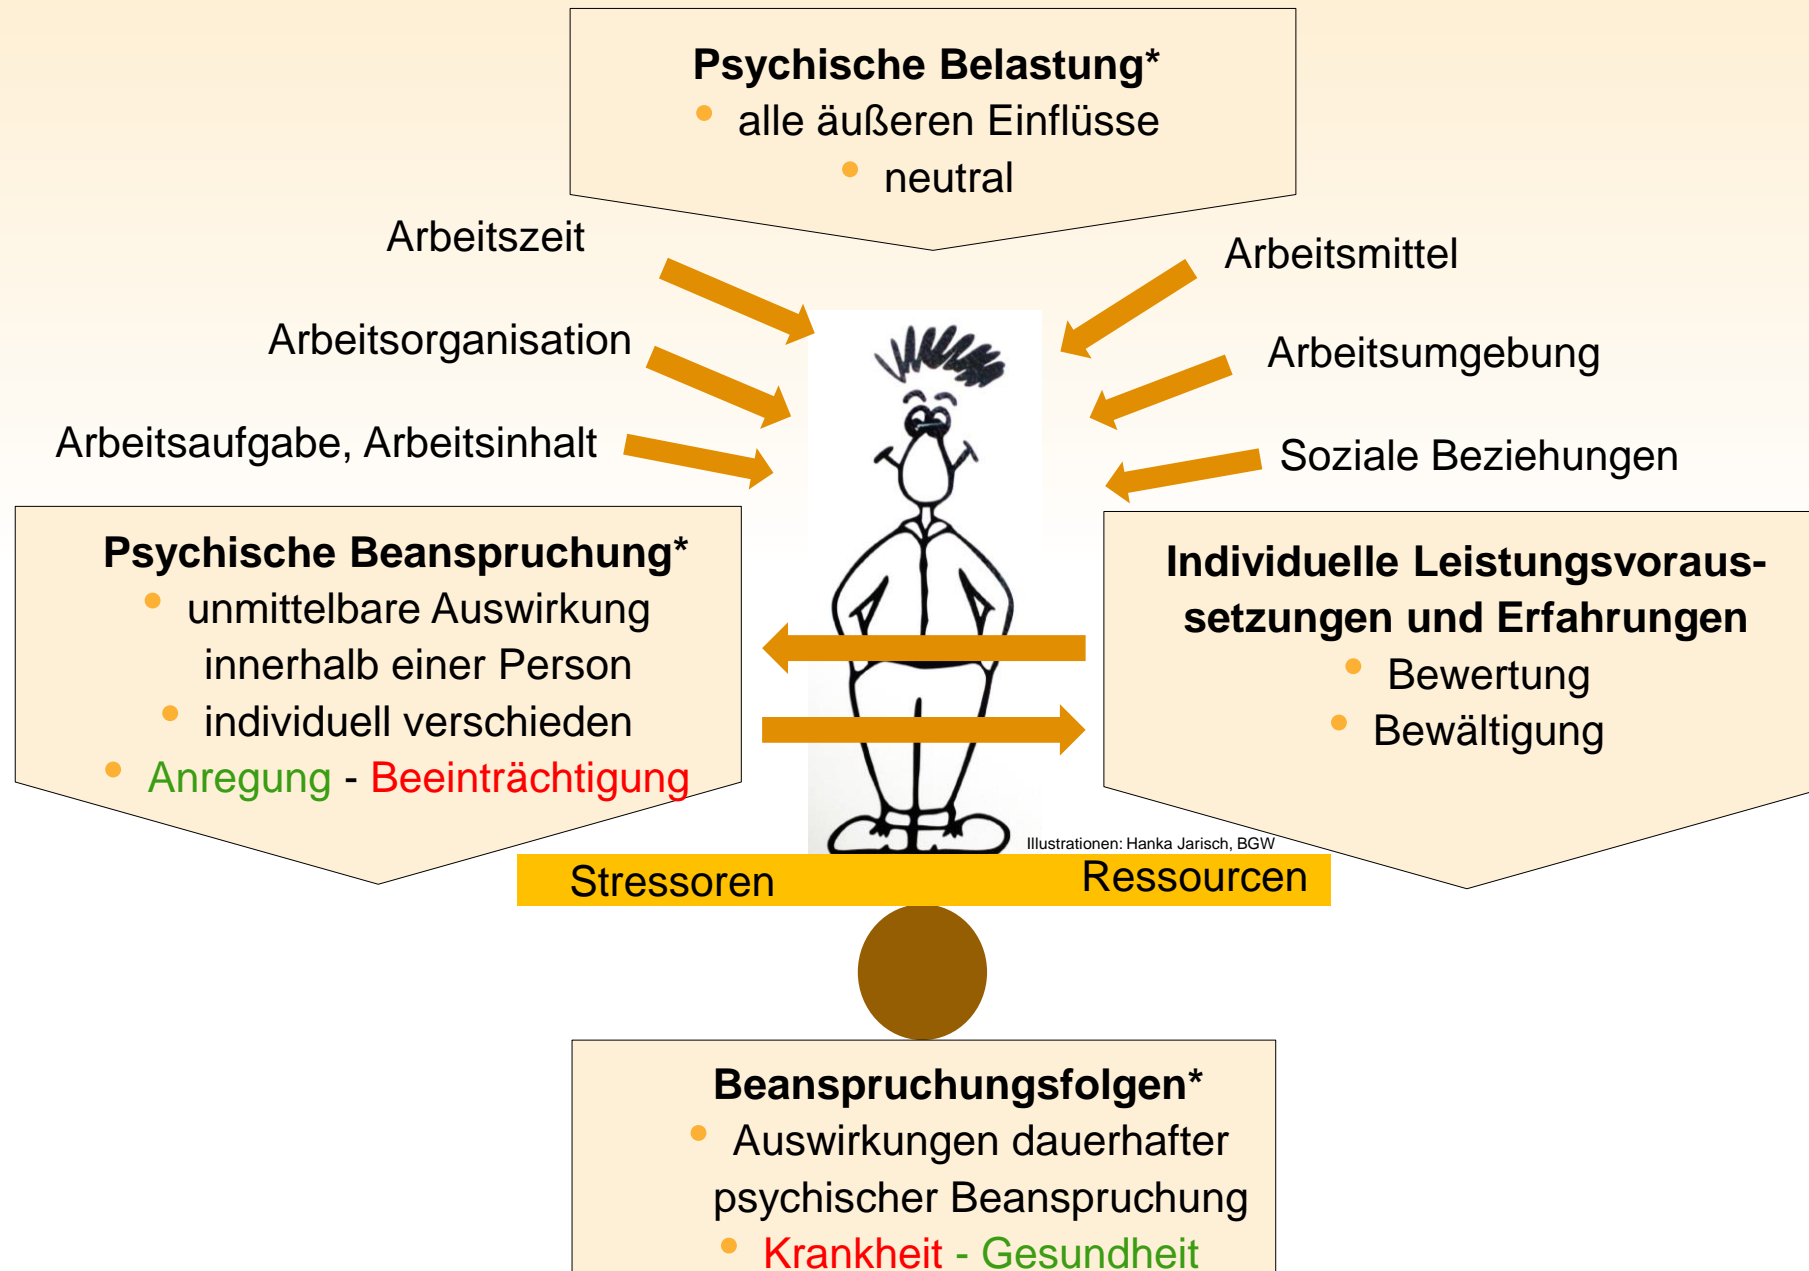 Psychische Belastung*
• alle äußeren Einflüsse
• neutral
Arbeitszeit
Arbeitsorganisation
Arbeitsaufgabe, Arbeitsinhalt
Arbeitsmittel
Arbeitsumgebung
Soziale Beziehungen
Psychische Beanspruchung*
• unmittelbare Auswirkung
innerhalb einer Person
• individuell verschieden
• Anregung - Beeinträchtigung
Individuelle Leistungsvoraus-
setzungen und Erfahrungen
• Bewertung
• Bewältigung
Illustrationen: Hanka Jarisch, BGW
Stressoren
Ressourcen
Beanspruchungsfolgen*
• Auswirkungen dauerhafter
psychischer Beanspruchung
• Krankheit - Gesundheit